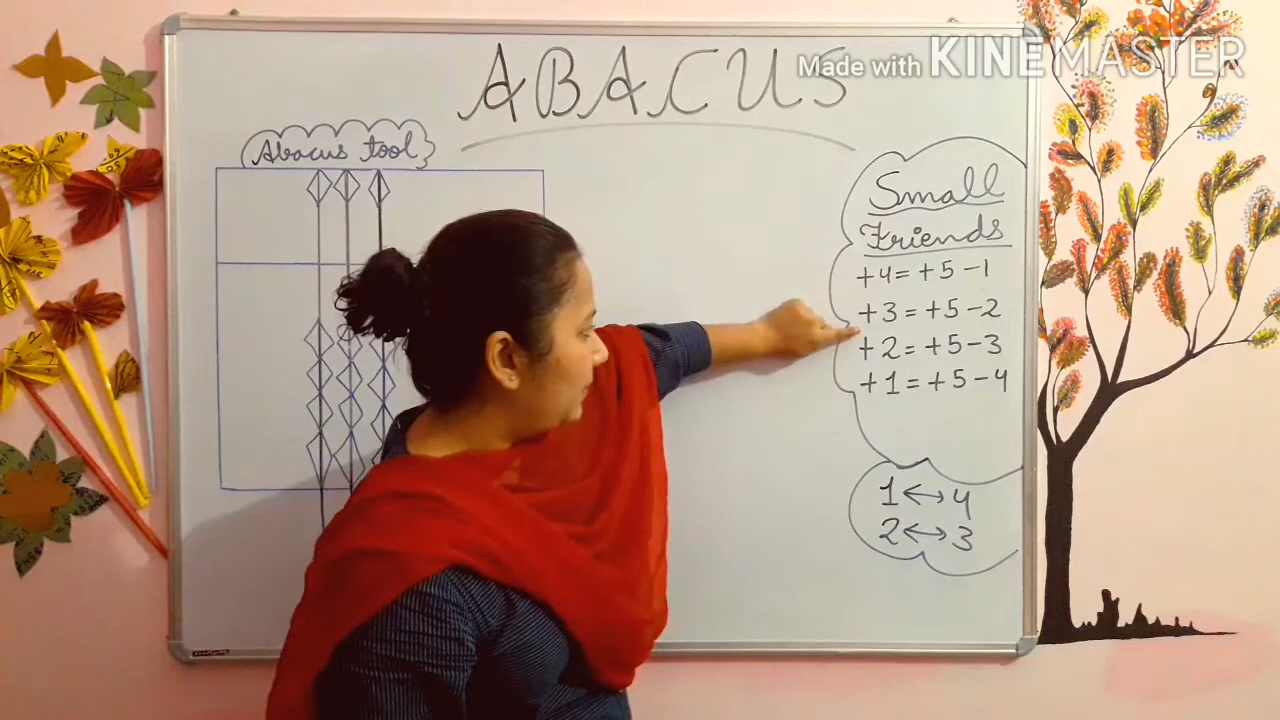 ABACUS
Made with KINEMASTER
Abacus tool
Small
Friends
+4=+5-1
+3=+5-2
+2=+5-3
+1=+5-4
1↔4
2↔3